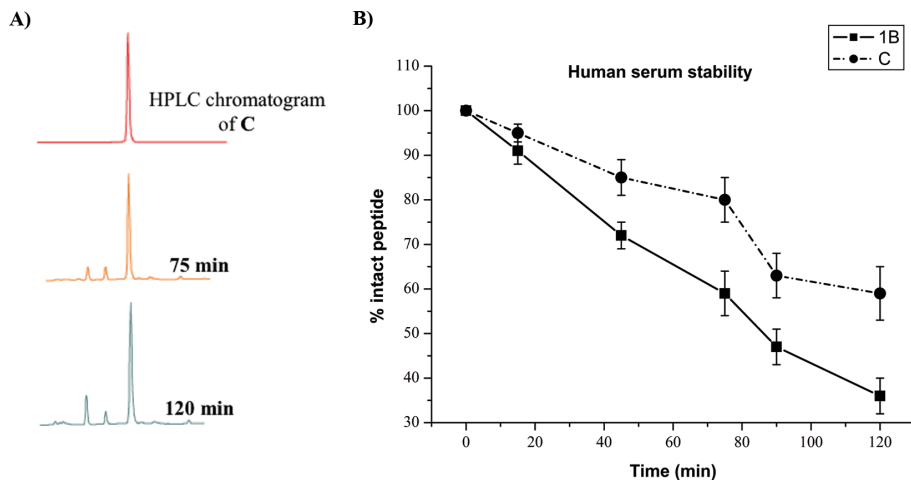 A)
HPLC chromatogram
of C
75 min
120 min
B)
1B
C
Human serum stability
110
100
90
80
70
60
50
40
30
% intact peptide
0 20 40 60 80 100 120
Time (min)